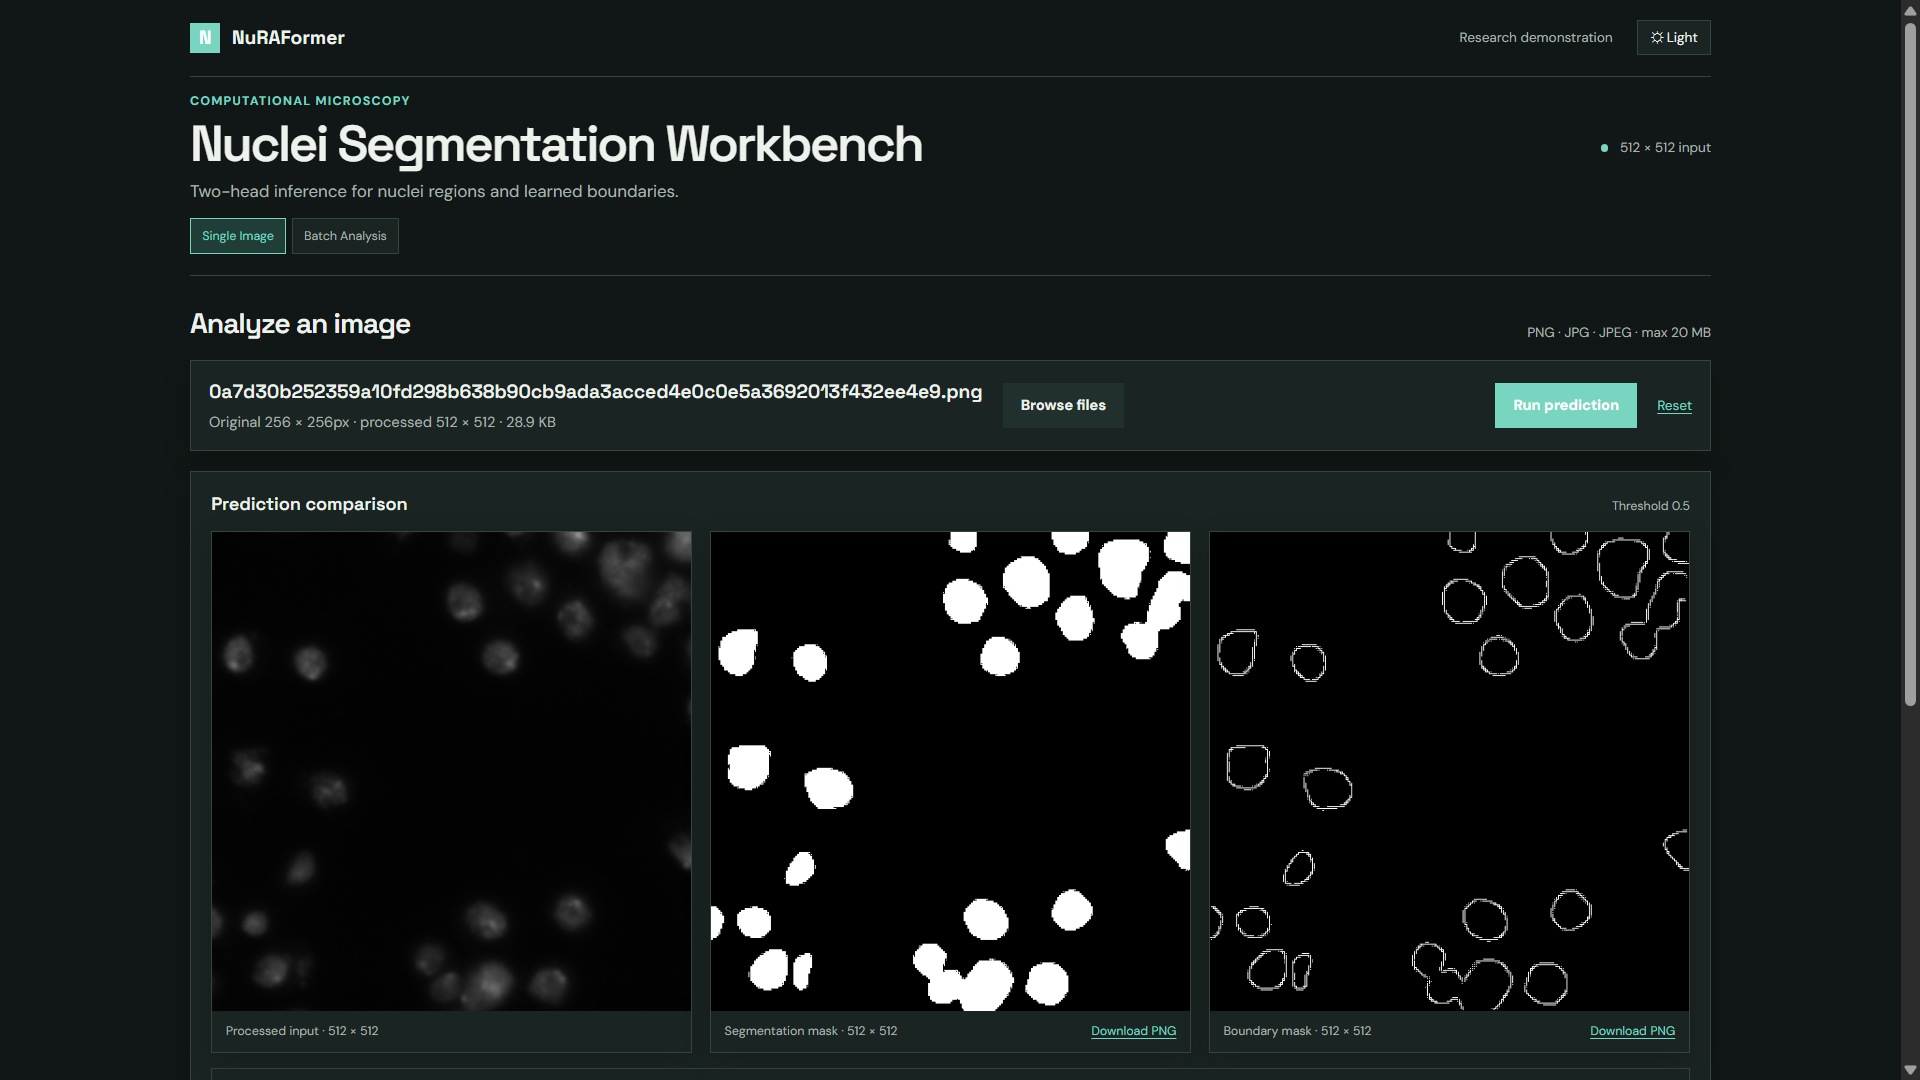 N NuRAFormer
Research demonstration
Light
COMPUTATIONAL MICROSCOPY
Nuclei Segmentation Workbench
512 × 512 input
Two-head inference for nuclei regions and learned boundaries.
Single Image
Batch Analysis
Analyze an image
PNG · JPG · JPEG · max 20 MB
0a7d30b252359a10fd298b638b90cb9ada3acced4e0c0e5a3692013f432ee4e9.png
Original 256 × 256px · processed 512 × 512 · 28.9 KB
Browse files
Run prediction
Reset
Prediction comparison
Threshold 0.5
Processed input · 512 × 512
Segmentation mask · 512 × 512
Download PNG
Boundary mask · 512 × 512
Download PNG